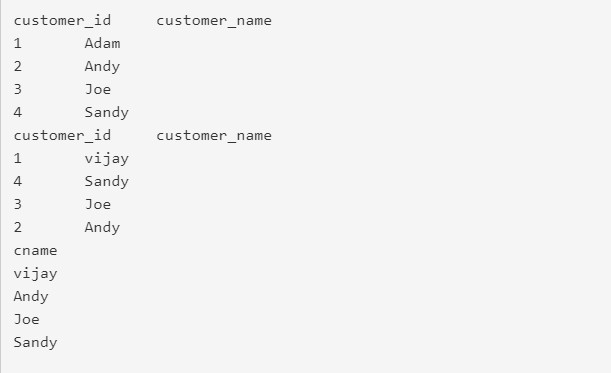 customer_id     customer_name
1       Adam
2       Andy
3       Joe
4       Sandy
customer_id     customer_name
1       vijay
4       Sandy
3       Joe
2       Andy
cname
vijay
Andy
Joe
Sandy